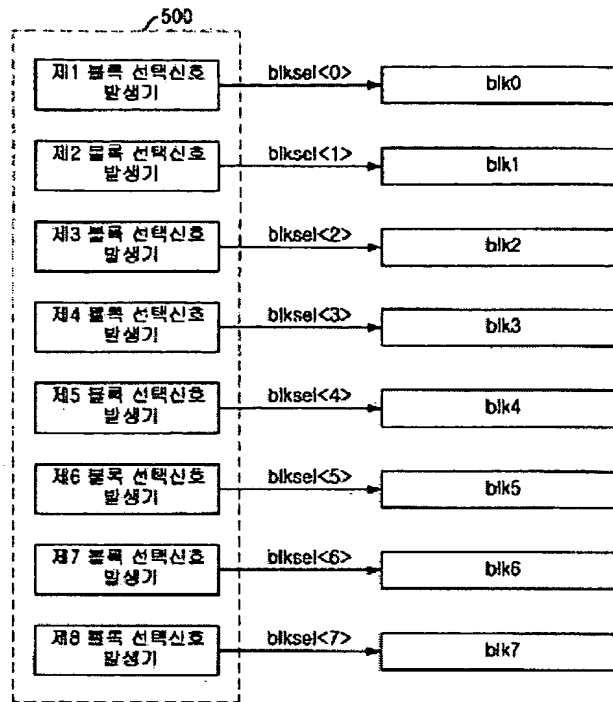 500
제1 블록 선택신호
발생기
blksel<0>
blk0
제2 블록 선택신호
발생기
blksel<1>
blk1
제3 블록 선택신호
발생기
blksel<2>
blk2
제4 블록 선택신호
발생기
blksel<3>
blk3
제5 블록 선택신호
발생기
blksel<4>
blk4
제6 블록 선택신호
발생기
blksel<5>
blk5
제7 블록 선택신호
발생기
blksel<6>
blk6
제8 블록 선택신호
발생기
blksel<7>
blk7